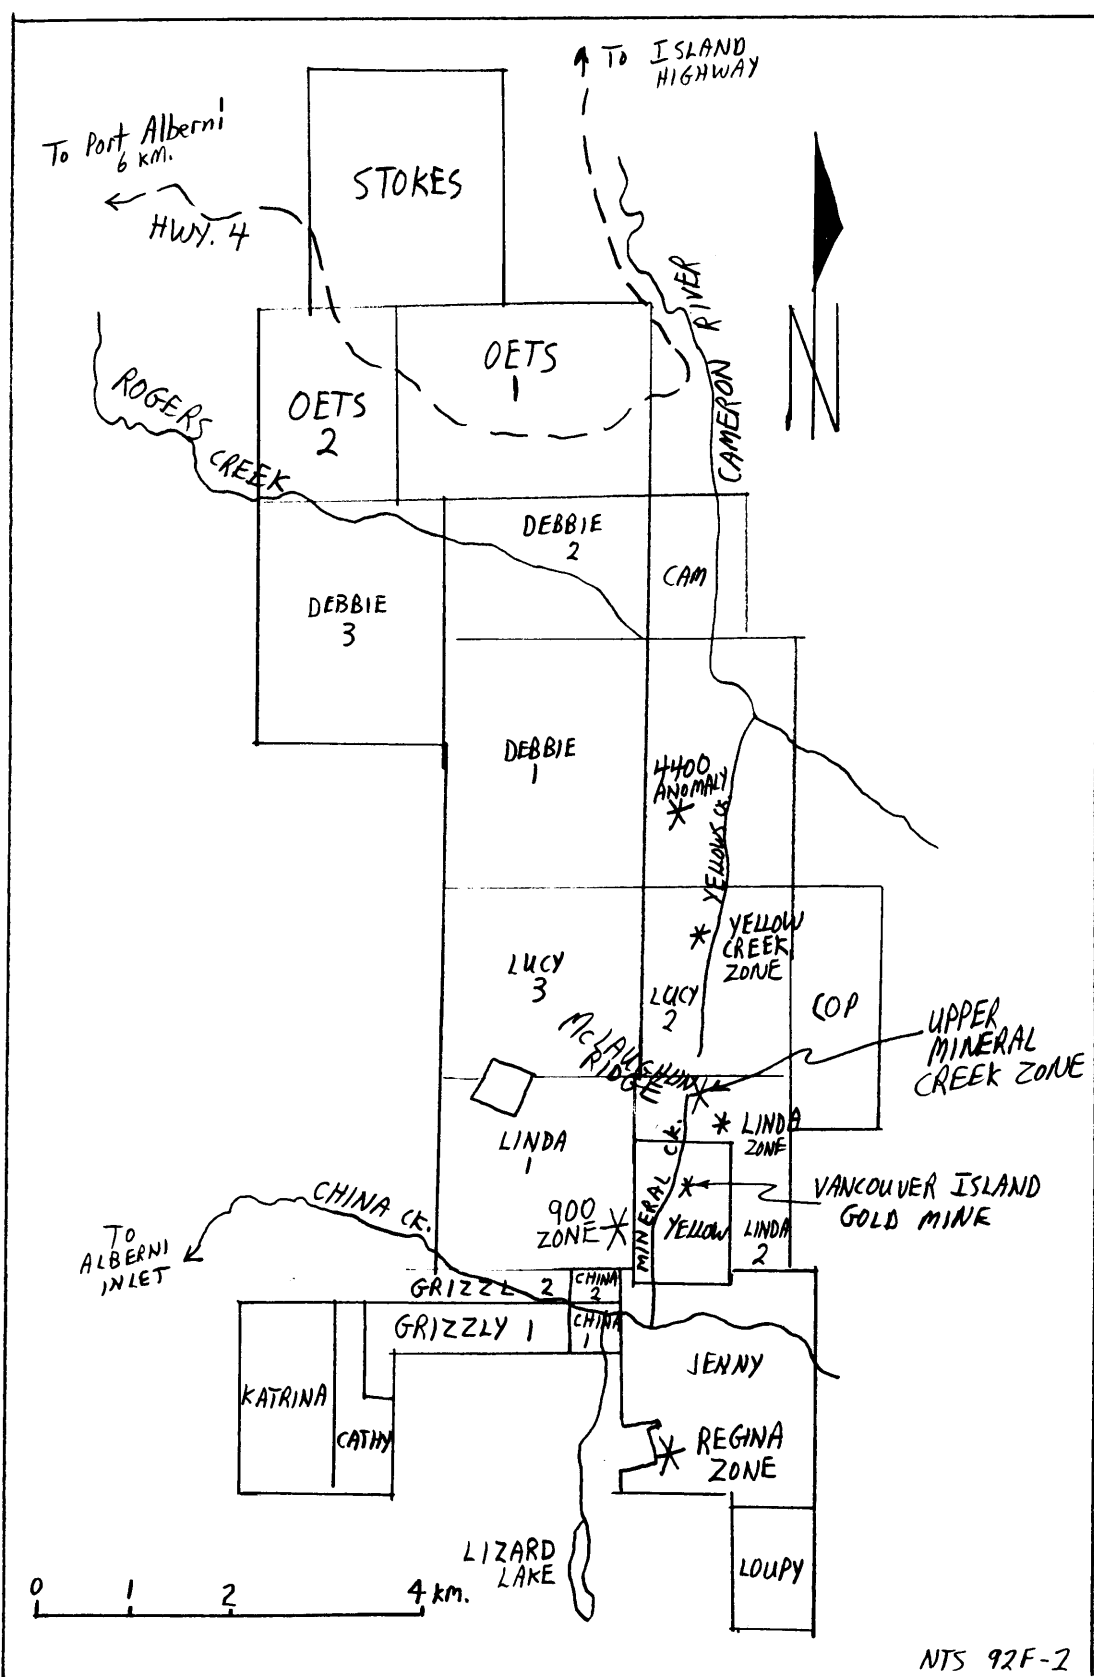 TO ISLAND
HIGHWAY
To Port Alberni
6 KM.
HWY. 4
STOKES
CAMERON RIVER
N
OETS
1
OETS
2
ROGERS
CREEK
DEBBIE
2
CAM
DEBBIE
3
DEBBIE
1
4400
ANOMALY
YELLOWS CK.
YELLOW
CREEK
ZONE
LUCY
3
LUCY
2
COP
McLAUGHLIN
RIDGE
UPPER
MINERAL
CREEK ZONE
LINDA
ZONE
LINDA
1
MINERAL CK.
VANCOUVER ISLAND
GOLD MINE
YELLOW
LINDA
2
900
ZONE
CHINA CK.
TO
ALBERNI
INLET
GRIZZL 2
CHINA
2
GRIZZLY 1
CHINA
1
JENNY
KATRINA
CATHY
REGINA
ZONE
LIZARD
LAKE
LOUPY
0 1 2 4 KM.
NTS 92F-2